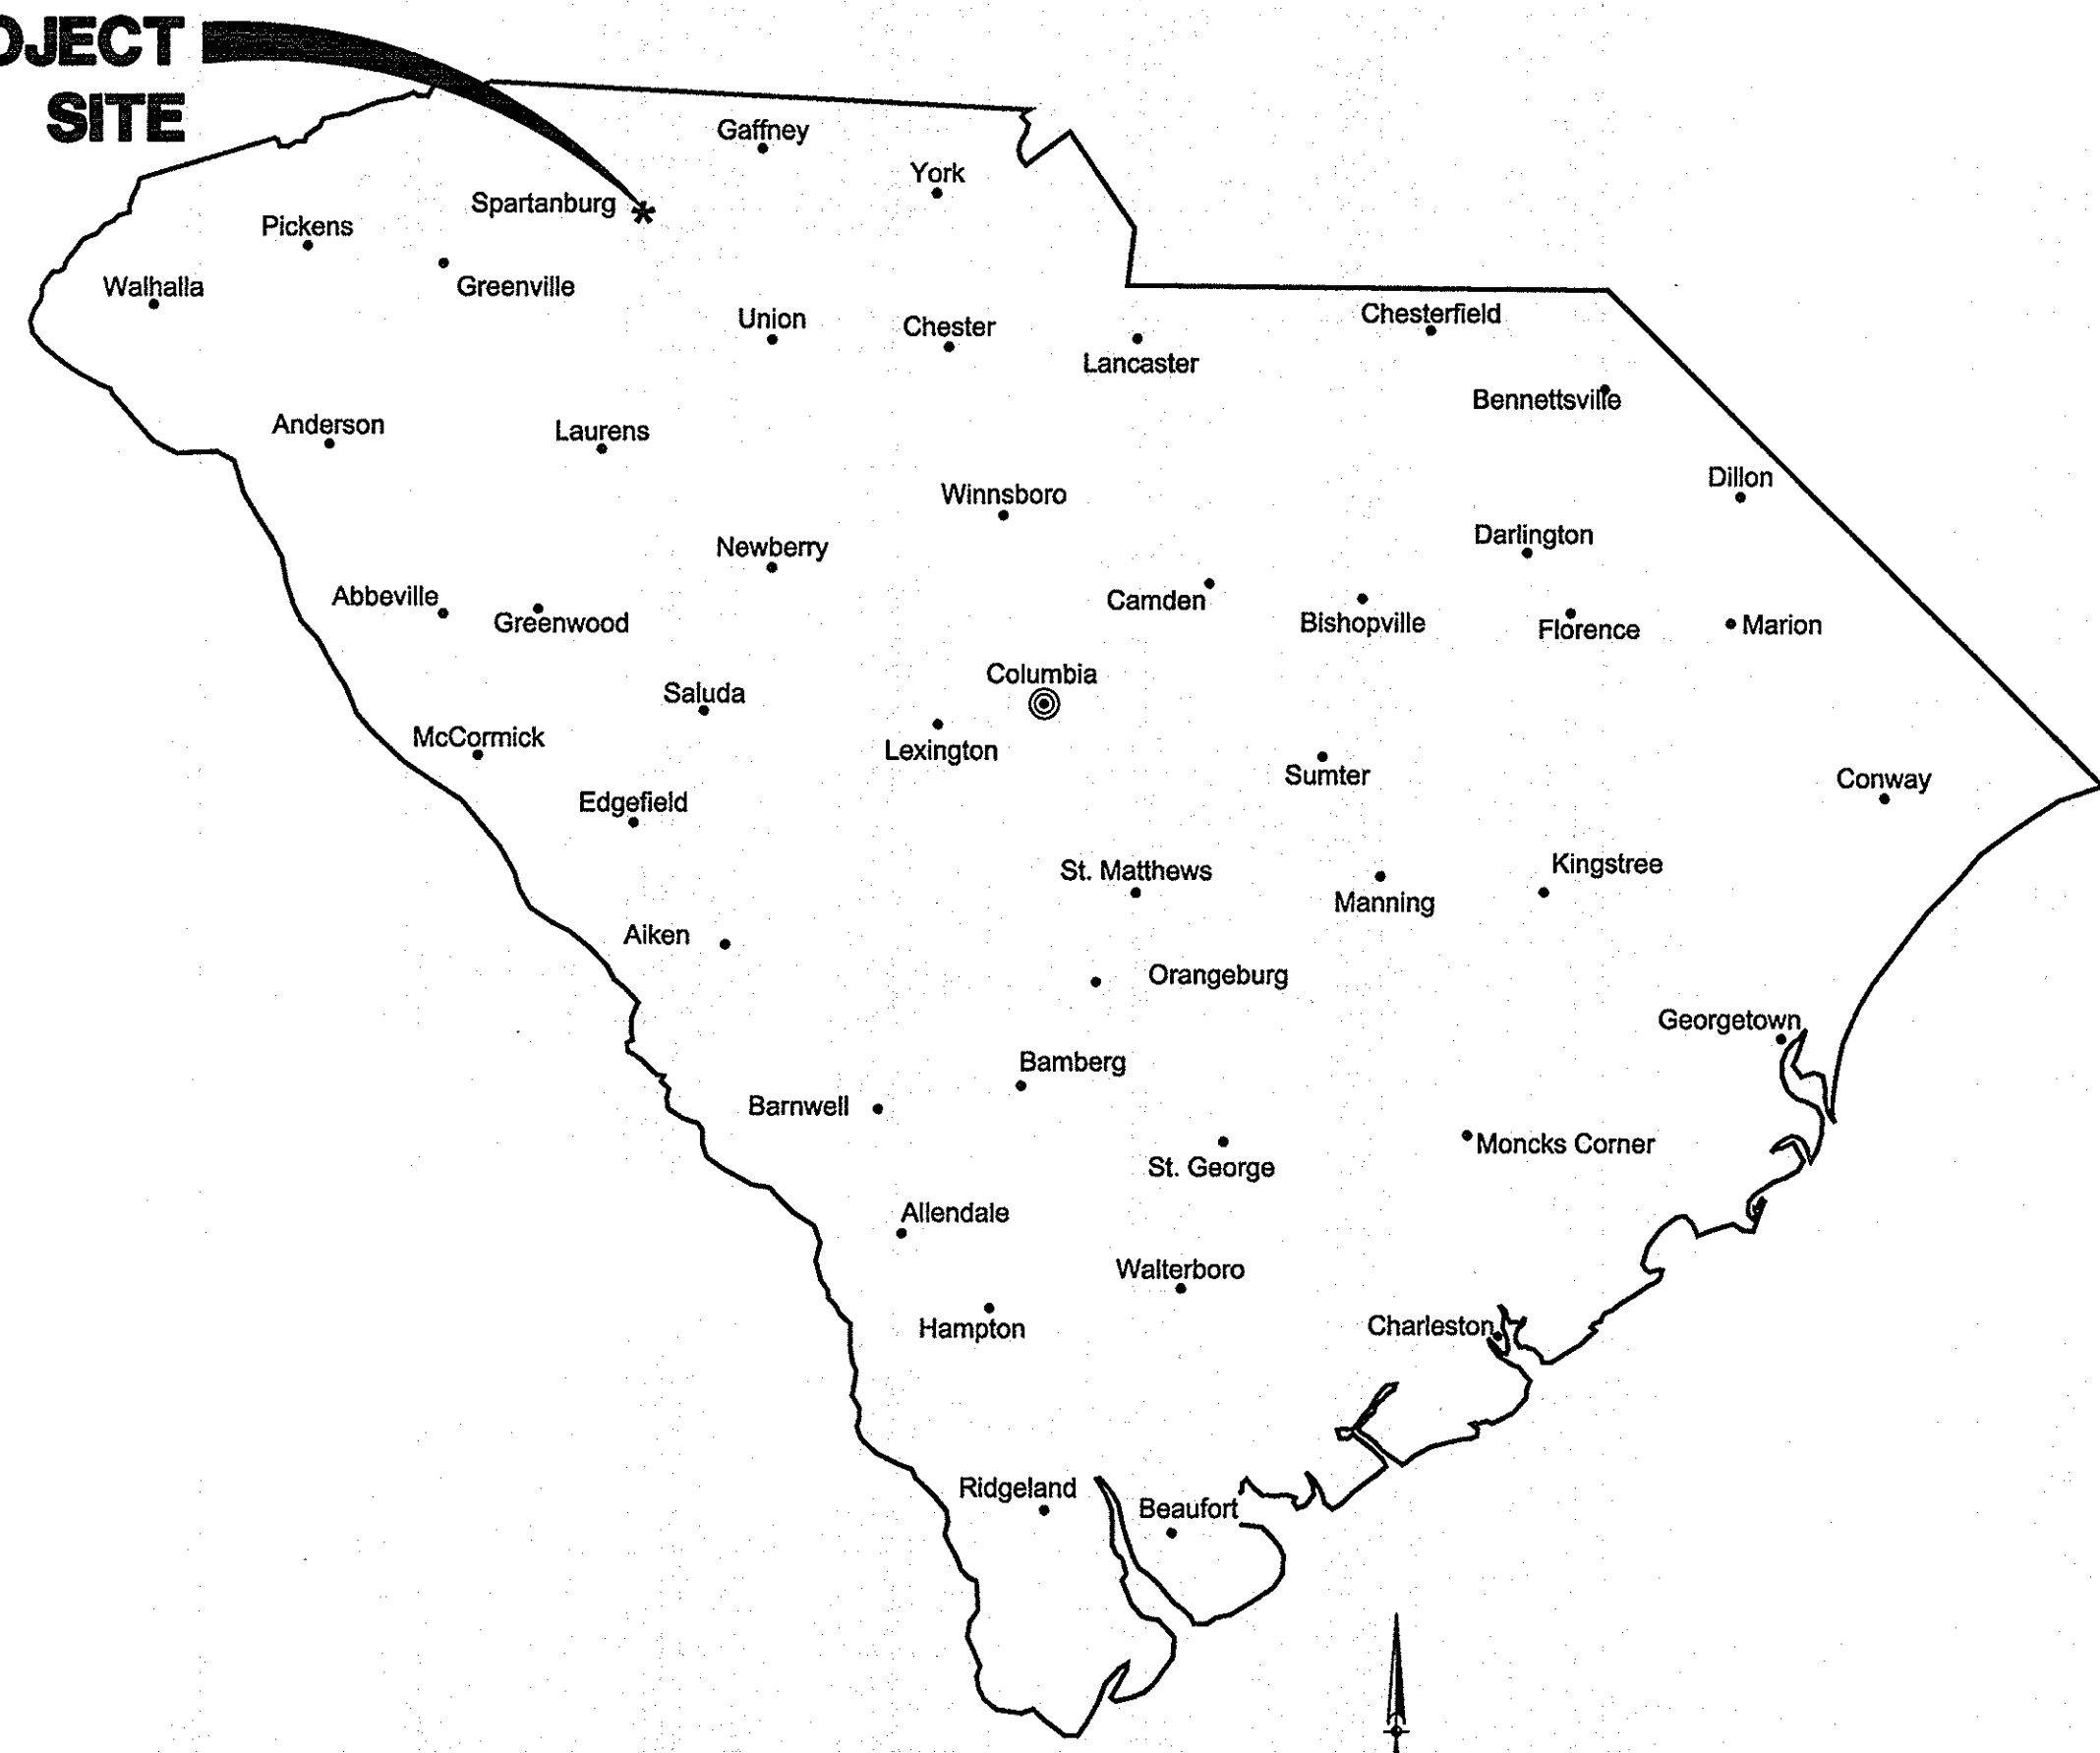 OJECT
SITE
Gaffney
York
Spartanburg
Pickens
Walhalla
Greenville
Union
Chester
Chesterfield
Lancaster
Bennettsville
Anderson
Laurens
Dillon
Winnsboro
Darlington
Newberry
Abbeville
Greenwood
Camden
Bishopville
Florence
Marion
Columbia
Saluda
McCormick
Lexington
Sumter
Conway
Edgefield
St. Matthews
Kingstree
Manning
Aiken
Orangeburg
Georgetown
Bamberg
Barnwell
Moncks Corner
St. George
Allendale
Walterboro
Hampton
Charleston
Ridgeland
Beaufort